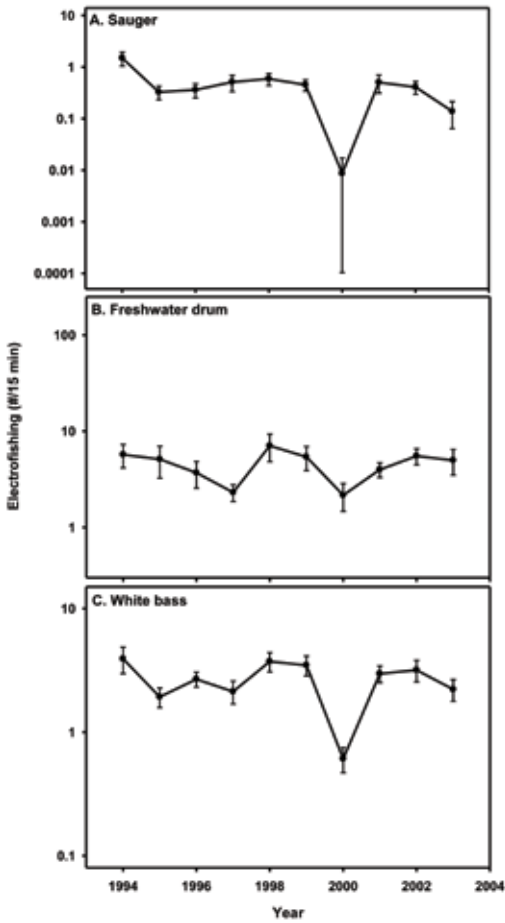 A. Sauger
10
1
0.1
0.01
0.001
0.0001
B. Freshwater drum
100
10
1
Electrofishing (#/15 min)
C. White bass
10
1
0.1
1994 1996 1998 2000 2002 2004
Year